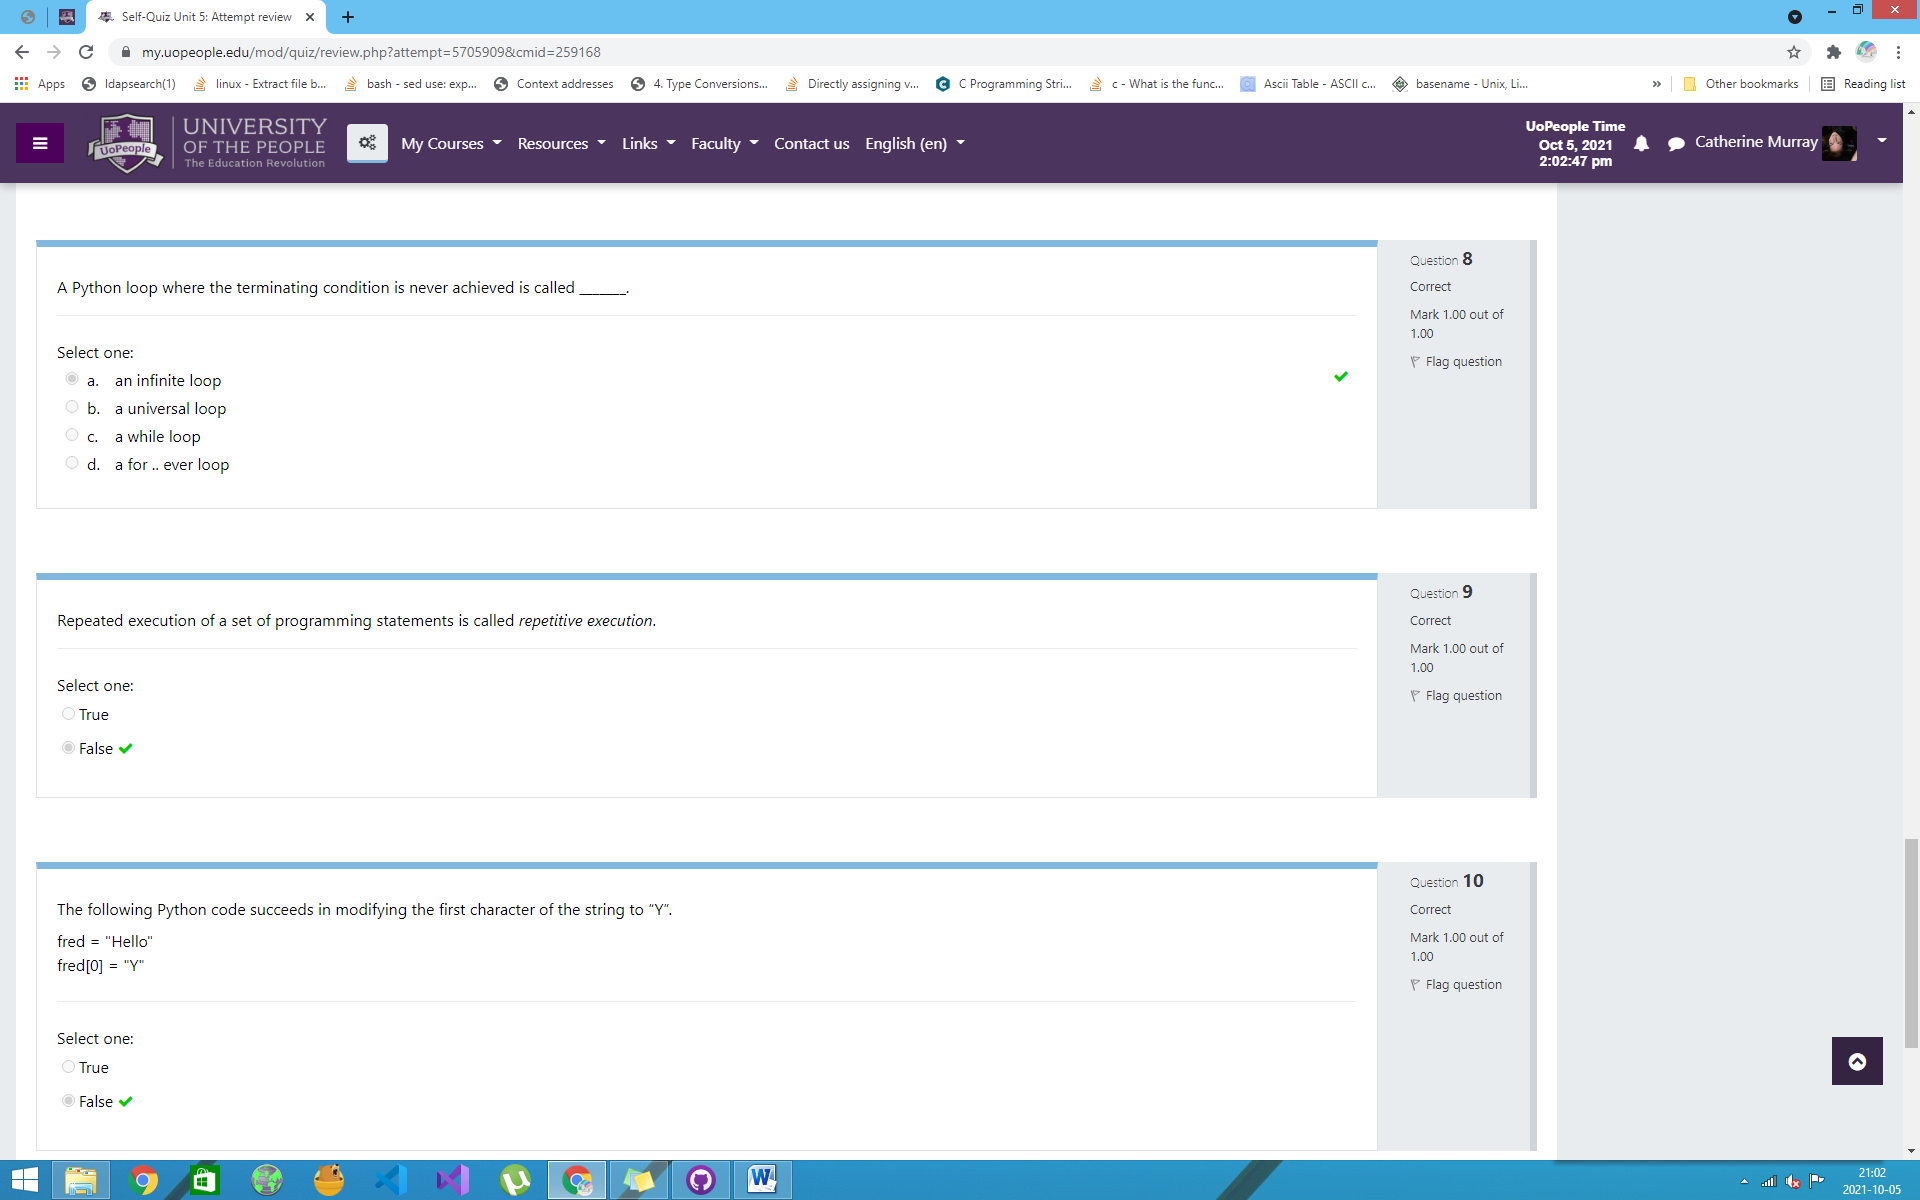 Self-Quiz Unit 5: Attempt review
my.uopeople.edu/mod/quiz/review.php?attempt=5705909&cmid=259168
Apps ldapsearch(1) linux - Extract file b... bash - sed use: exp... Context addresses 4. Type Conversions... Directly assigning v... C Programming Stri... c - What is the func... Ascii Table - ASCII c... basename - Unix, Li... » Other bookmarks Reading list
UoPeople
UNIVERSITY
OF THE PEOPLE
The Education Revolution
My Courses Resources Links Faculty Contact us English (en)
UoPeople Time
Oct 5, 2021
2:02:47 pm
Catherine Murray
A Python loop where the terminating condition is never achieved is called _______.
Select one:
a. an infinite loop
b. a universal loop
c. a while loop
d. a for .. ever loop
Question 8
Correct
Mark 1.00 out of
1.00
Flag question
Repeated execution of a set of programming statements is called repetitive execution.
Select one:
True
False
Question 9
Correct
Mark 1.00 out of
1.00
Flag question
The following Python code succeeds in modifying the first character of the string to “Y”.
fred = "Hello"
fred[0] = "Y"
Select one:
True
False
Question 10
Correct
Mark 1.00 out of
1.00
Flag question
21:02
2021-10-05